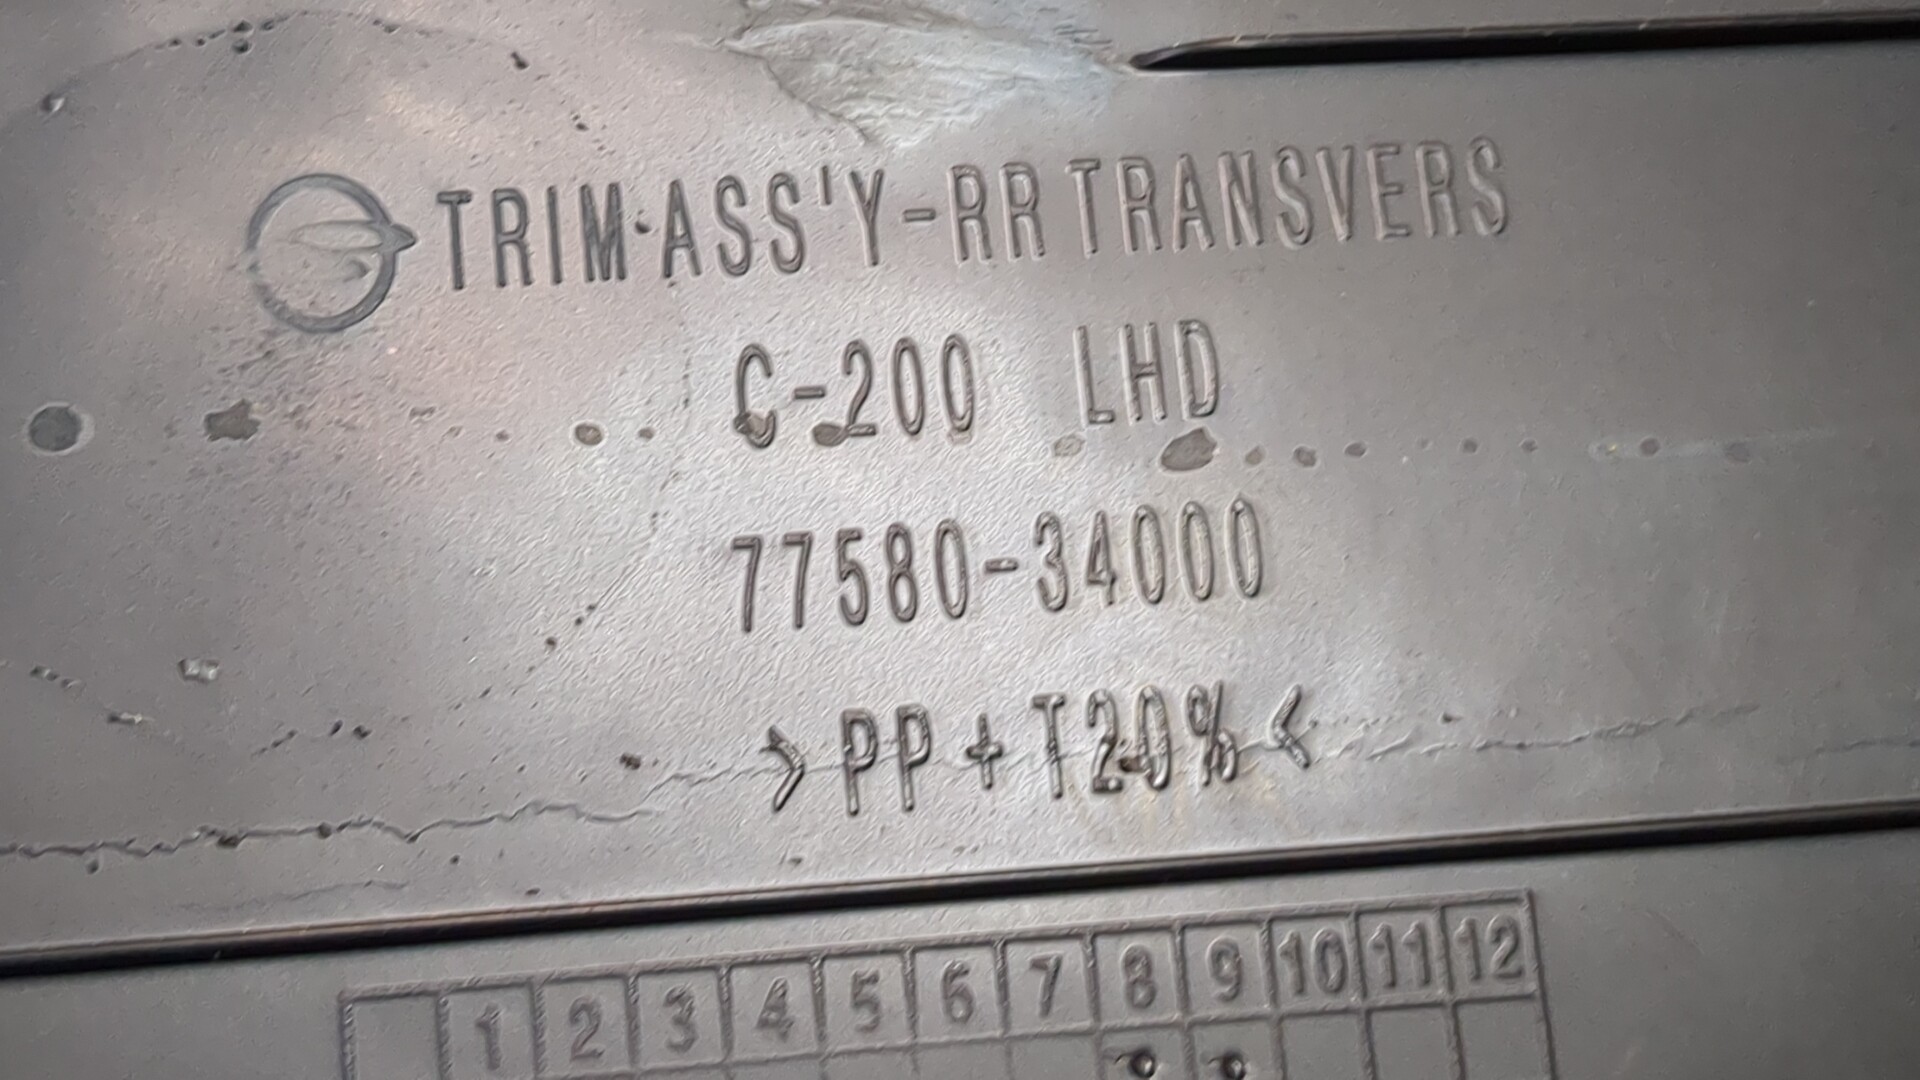 TRIM ASS'Y-RR TRANSVERS
C-200 LHD
77580-34000
>PP+T20%<
1 2 3 4 5 6 7 8 9 10 11 12